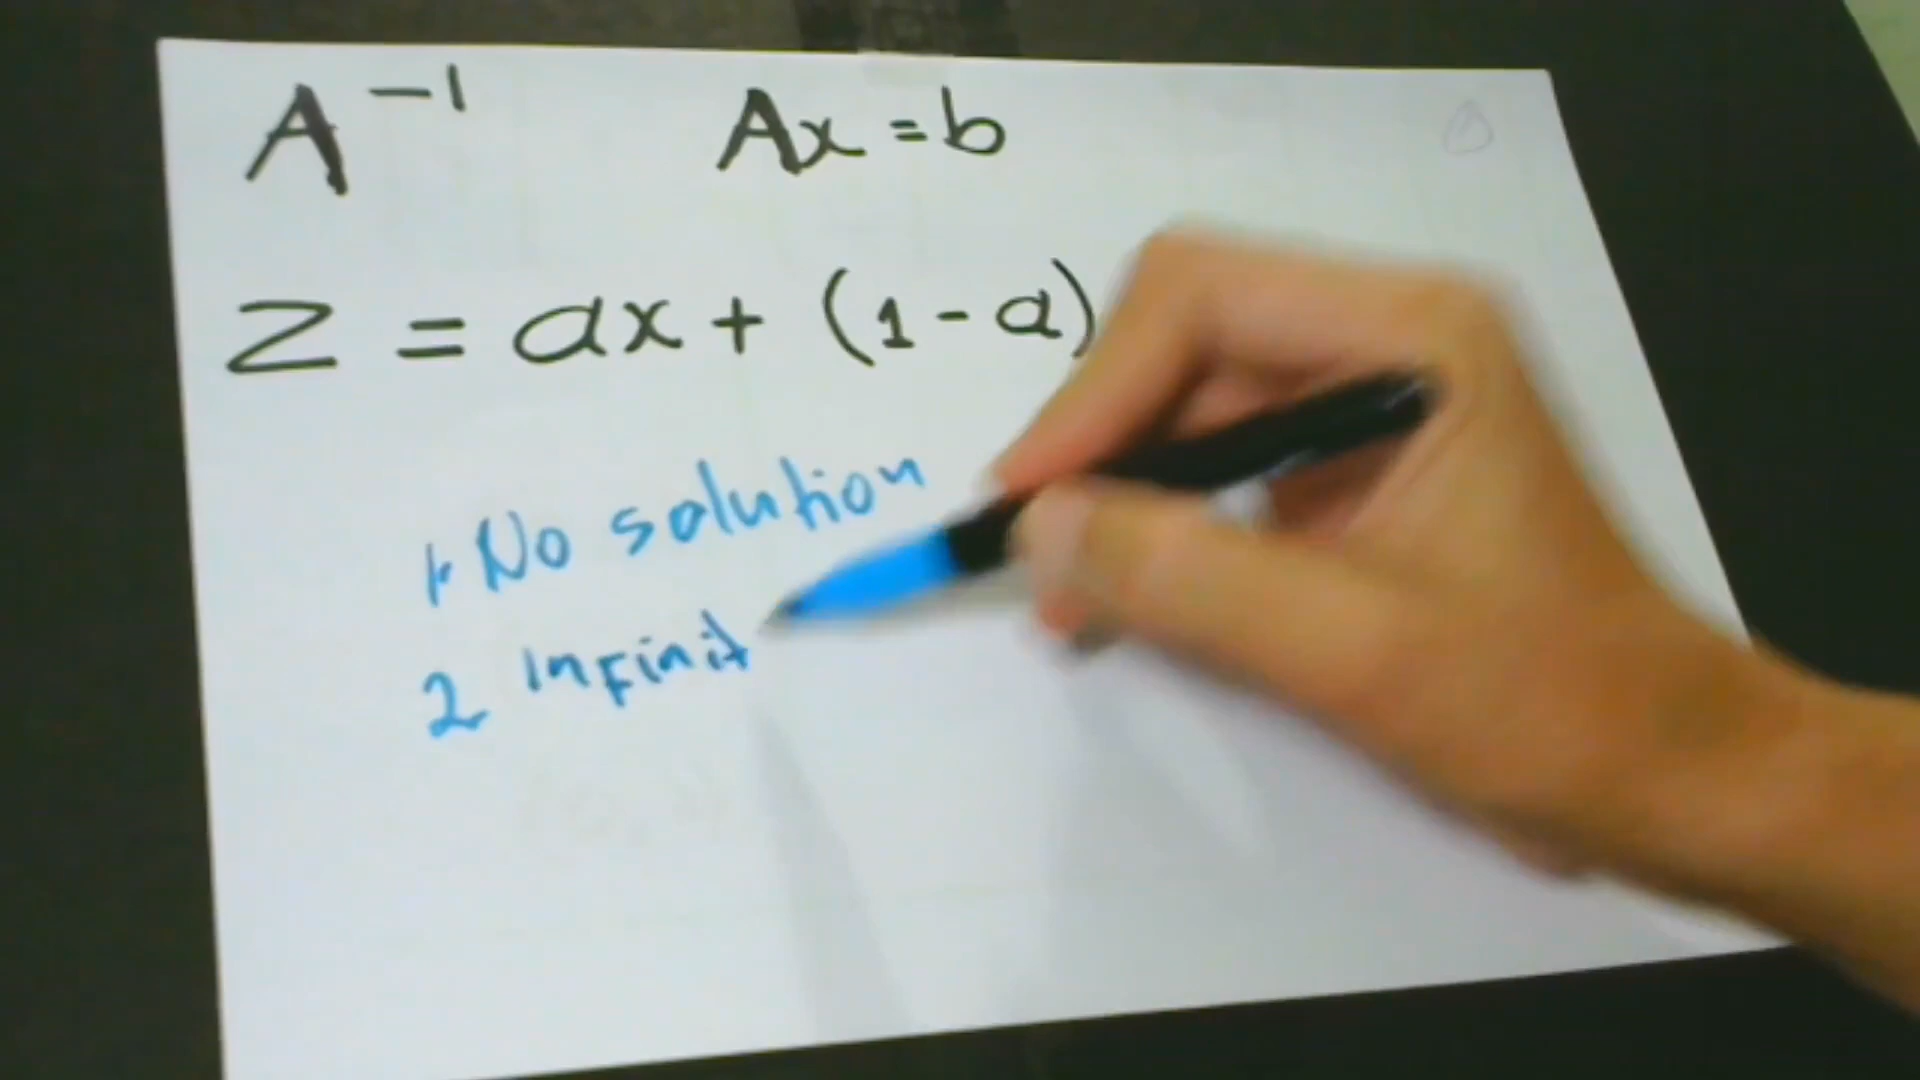 A⁻¹ Ax = b
z = ax + (1 - a)
1. No solution
2 Infinit